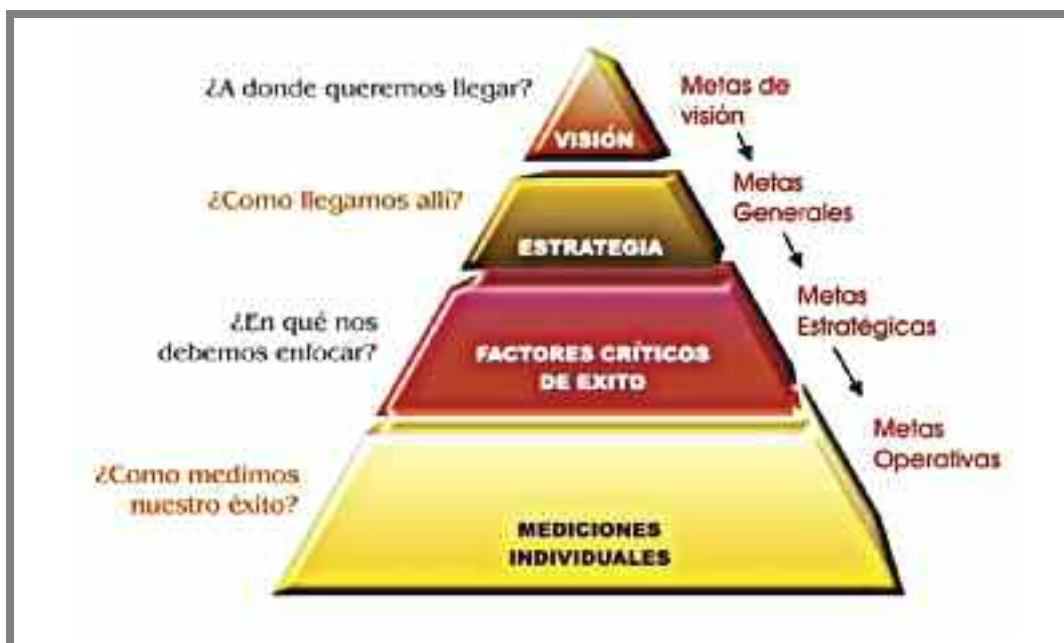 ¿A donde queremos llegar?
Metas de
visión
VISIÓN
¿Como llegamos allí?
Metas
Generales
ESTRATEGIA
¿En qué nos
debemos enfocar?
Metas
Estratégicas
FACTORES CRÍTICOS
DE EXITO
Metas
Operativas
¿Como medimos
nuestro éxito?
MEDICIONES
INDIVIDUALES